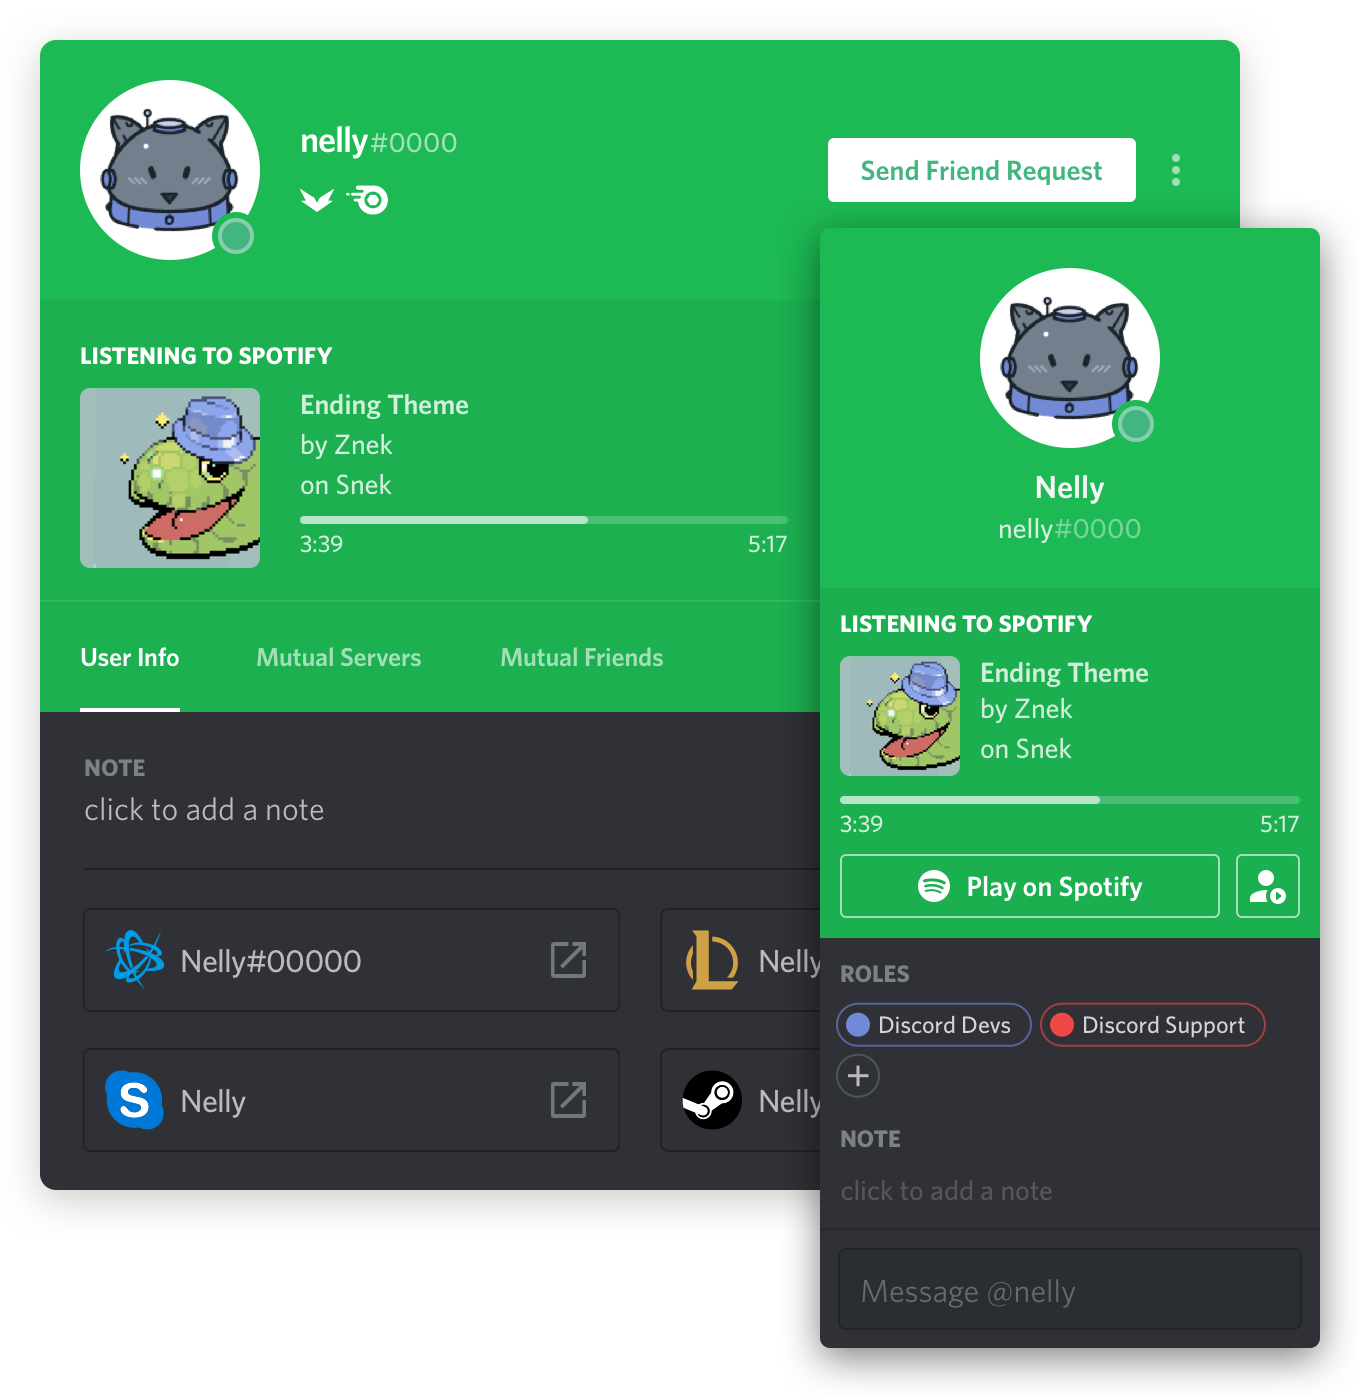 nelly#0000
Send Friend Request
LISTENING TO SPOTIFY
Ending Theme
by Znek
on Snek
3:39 5:17
User Info Mutual Servers Mutual Friends
NOTE
click to add a note
Nelly#00000
Nelly
Nelly
Nelly
Nelly
nelly#0000
LISTENING TO SPOTIFY
Ending Theme
by Znek
on Snek
3:39 5:17
Play on Spotify
ROLES
Discord Devs Discord Support
NOTE
click to add a note
Message @nelly